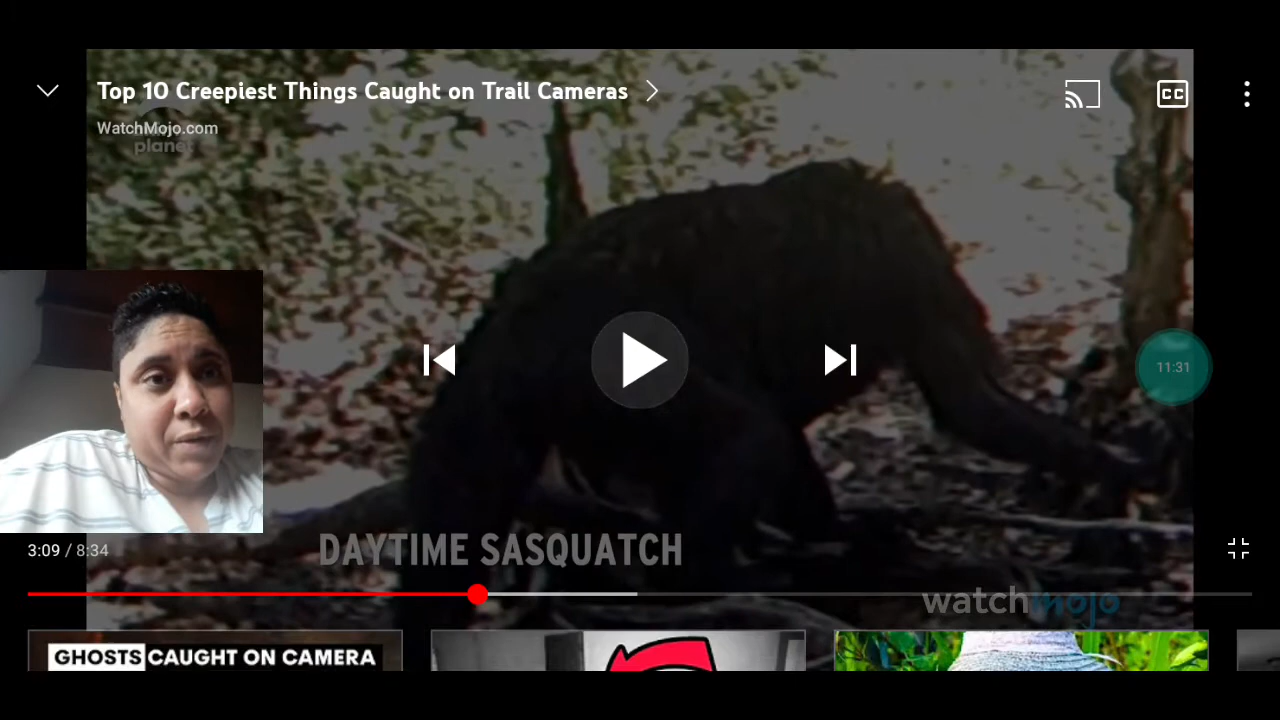 Top 10 Creepiest Things Caught on Trail Cameras
WatchMojo.com
planet
CC
11:31
3:09 / 8:34
DAYTIME SASQUATCH
watchmojo
GHOSTS CAUGHT ON CAMERA